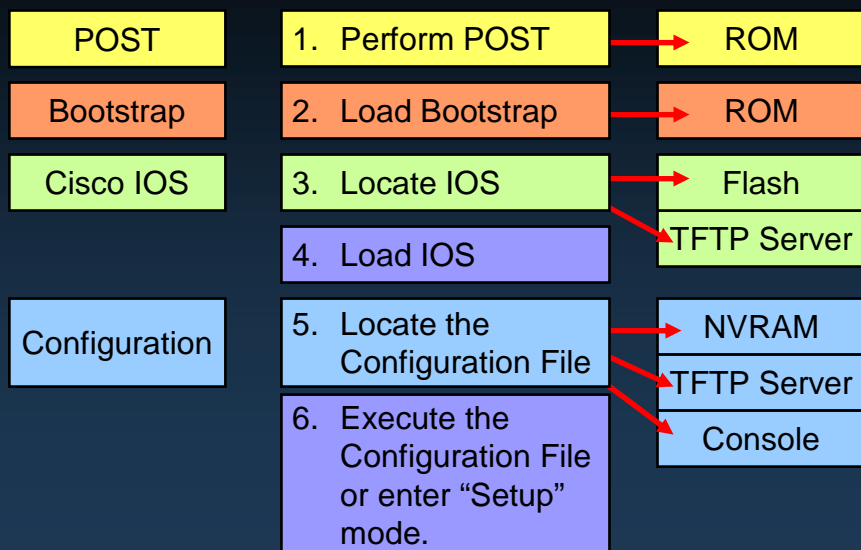 POST
1. Perform POST
ROM
Bootstrap
2. Load Bootstrap
ROM
Cisco IOS
3. Locate IOS
Flash
TFTP Server
4. Load IOS
Configuration
5. Locate the
Configuration File
NVRAM
TFTP Server
Console
6. Execute the
Configuration File
or enter “Setup”
mode.